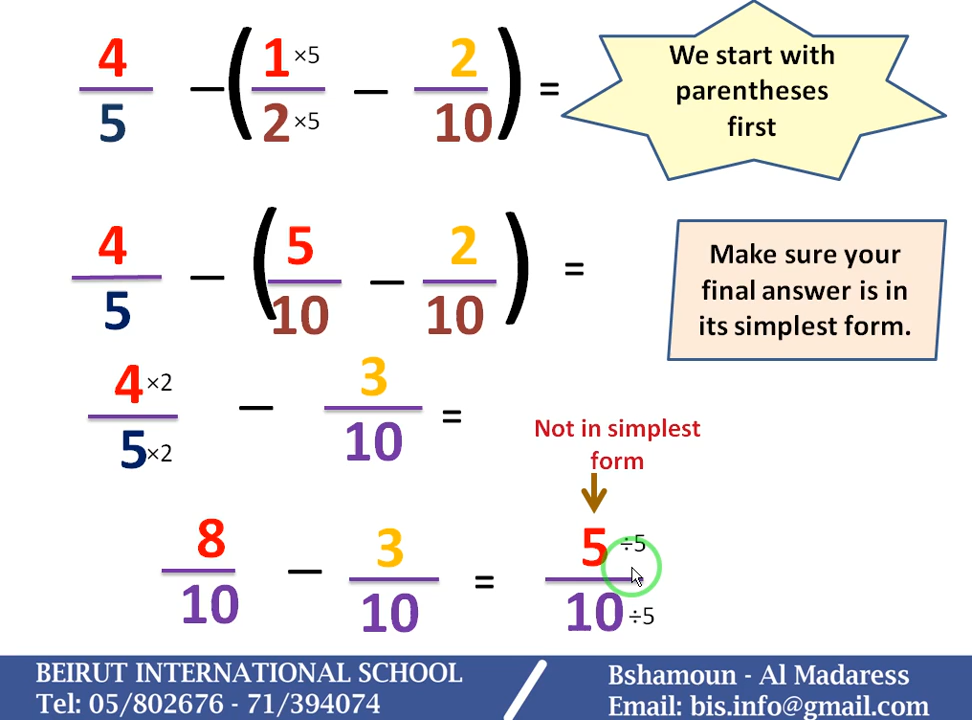 4/5 − (1×5/2×5 − 2/10) =
We start with
parentheses
first
4/5 − (5/10 − 2/10) =
Make sure your
final answer is in
its simplest form.
4×2/5×2 − 3/10 =
Not in simplest
form
8/10 − 3/10 = 5÷5/10÷5
BEIRUT INTERNATIONAL SCHOOL
Tel: 05/802676 - 71/394074
Bshamoun - Al Madaress
Email: bis.info@gmail.com